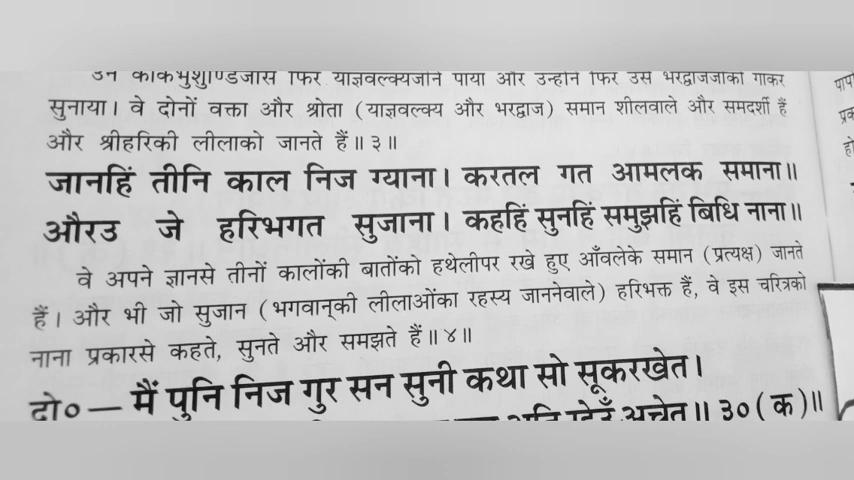 उन काकभुशुण्डिजीसे फिर याज्ञवल्क्यजीने पाया और उन्होंने फिर उसे भरद्वाजजीको गाकर
सुनाया। वे दोनों वक्ता और श्रोता (याज्ञवल्क्य और भरद्वाज) समान शीलवाले और समदर्शी हैं
और श्रीहरिकी लीलाको जानते हैं॥३॥
जानहिं तीनि काल निज ग्याना। करतल गत आमलक समाना॥
औरउ जे हरिभगत सुजाना। कहहिं सुनहिं समुझहिं बिधि नाना॥
वे अपने ज्ञानसे तीनों कालोंकी बातोंको हथेलीपर रखे हुए आँवलेके समान (प्रत्यक्ष) जानते
हैं। और भी जो सुजान (भगवान्‌की लीलाओंका रहस्य जाननेवाले) हरिभक्त हैं, वे इस चरित्रको
नाना प्रकारसे कहते, सुनते और समझते हैं॥४॥
दो०— मैं पुनि निज गुर सन सुनी कथा सो सूकरखेत।
अति रहेउँ अचेत॥ ३०(क)॥